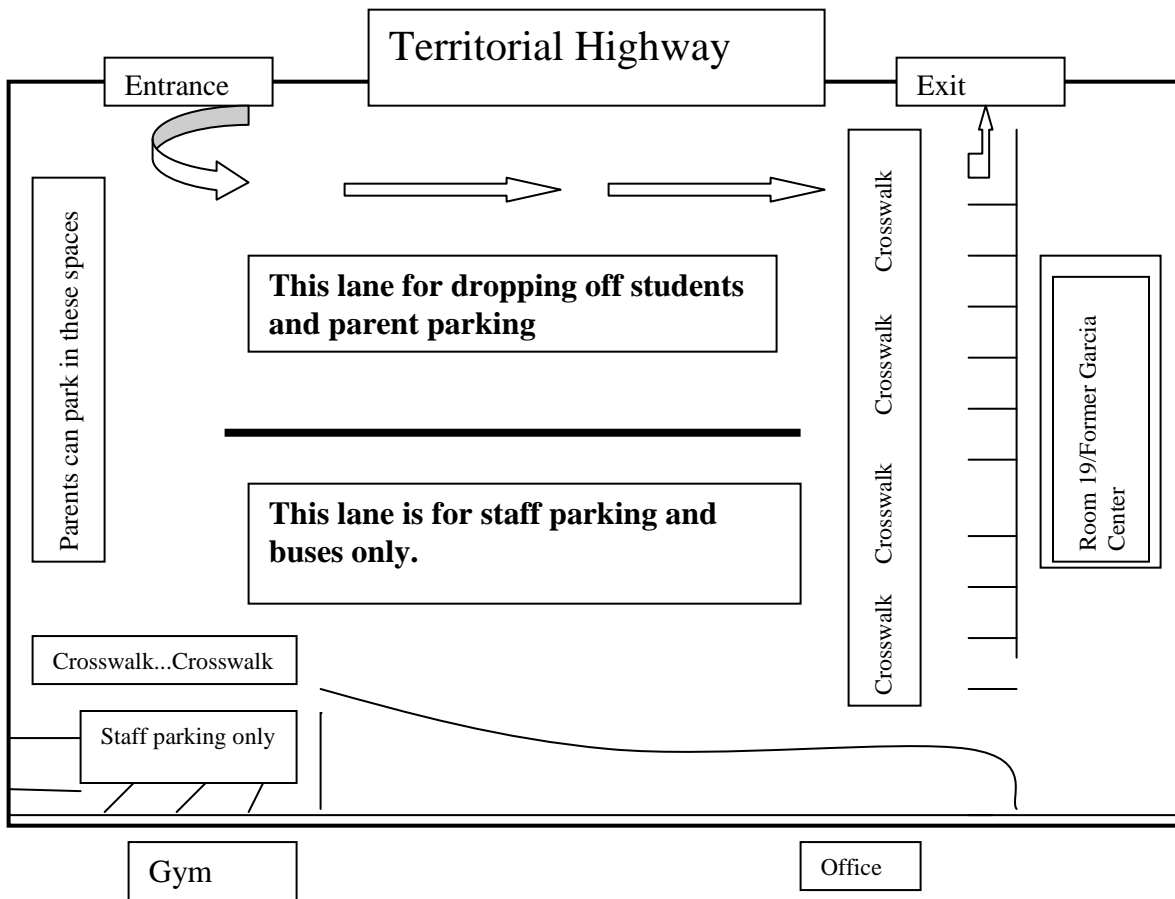 Territorial Highway
Entrance
Exit
Parents can park in these spaces
This lane for dropping off students
and parent parking
This lane is for staff parking and
buses only.
Crosswalk
Crosswalk
Crosswalk
Crosswalk
Room 19/Former Garcia
Center
Crosswalk...Crosswalk
Staff parking only
Gym
Office